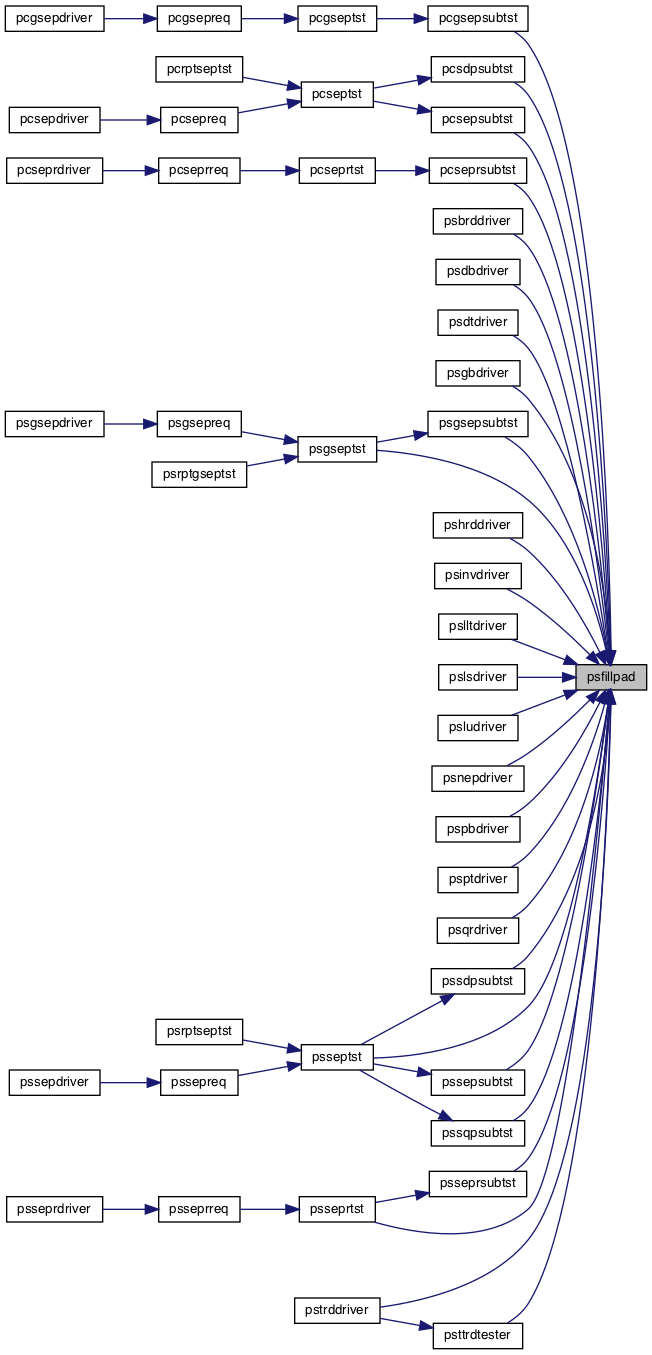 pcgsepdriver
pcgsepreq
pcgseptst
pcgsepsubtst
pcrptseptst
pcsdpsubtst
pcseptst
pcsepdriver
pcsepreq
pcsepsubtst
pcseprdriver
pcseprreq
pcseprtst
pcseprsubtst
psbrddriver
psdbdriver
psdtdriver
psgbdriver
psgsepdriver
psgsepreq
psgsepsubtst
psgseptst
psrptgseptst
pshrddriver
psinvdriver
pslltdriver
pslsdriver
psfillpad
psludriver
psnepdriver
pspbdriver
psptdriver
psqrdriver
pssdpsubtst
psrptseptst
psseptst
pssepdriver
pssepreq
pssepsubtst
pssqpsubtst
psseprsubtst
psseprdriver
psseprreq
psseprtst
pstrddriver
psttrdtester